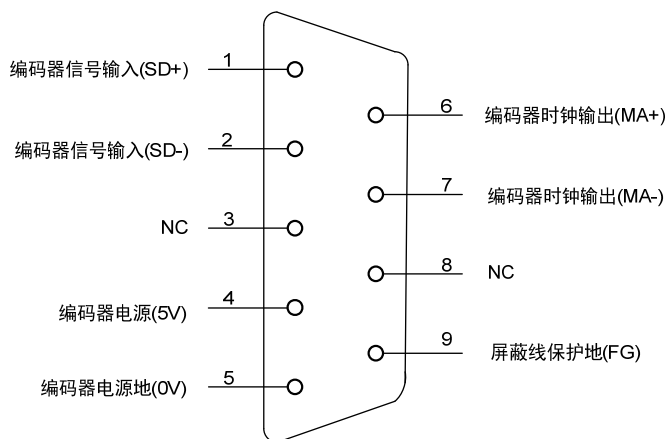 编码器信号输入(SD+)
1
编码器信号输入(SD-)
2
NC
3
编码器电源(5V)
4
编码器电源地(0V)
5
6
编码器时钟输出(MA+)
7
编码器时钟输出(MA-)
8
NC
9
屏蔽线保护地(FG)